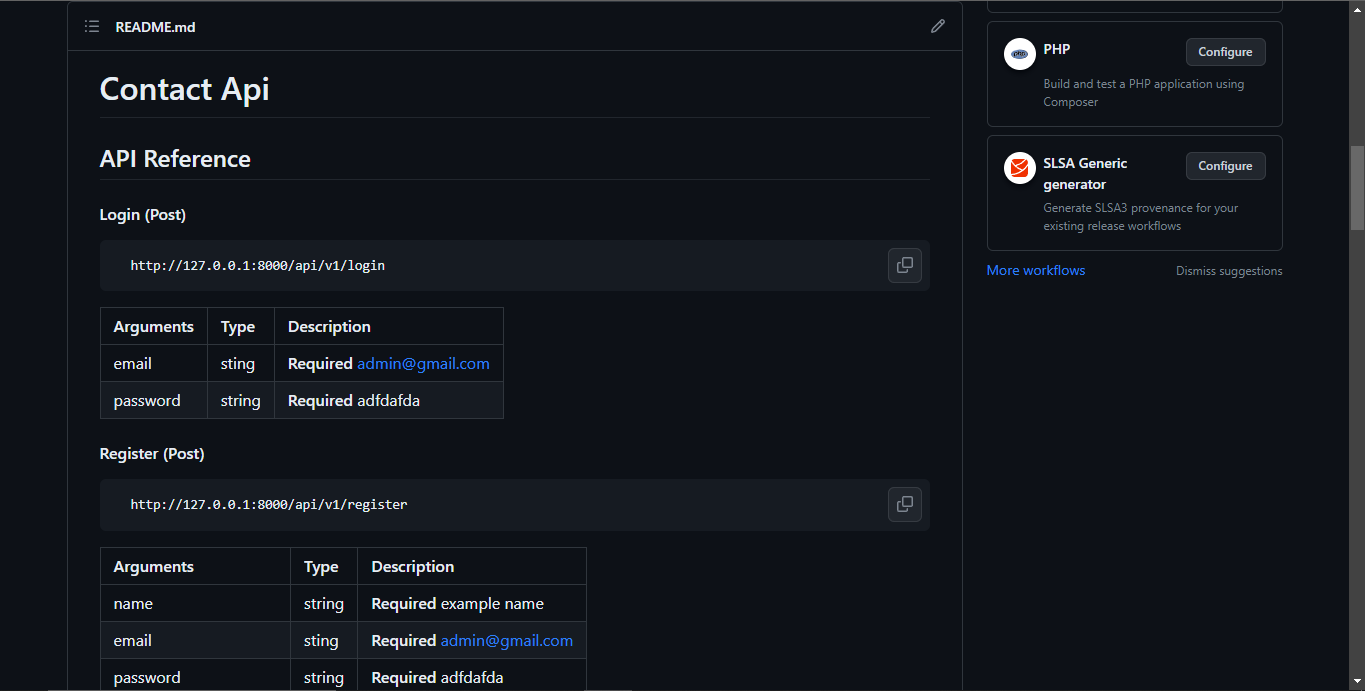 README.md
Contact Api
API Reference
Login (Post)
http://127.0.0.1:8000/api/v1/login
Arguments Type Description
email sting Required admin@gmail.com
password string Required adfdafda
Register (Post)
http://127.0.0.1:8000/api/v1/register
Arguments Type Description
name string Required example name
email sting Required admin@gmail.com
password string Required adfdafda
PHP
Configure
Build and test a PHP application using
Composer
SLSA Generic
generator
Configure
Generate SLSA3 provenance for your
existing release workflows
More workflows
Dismiss suggestions